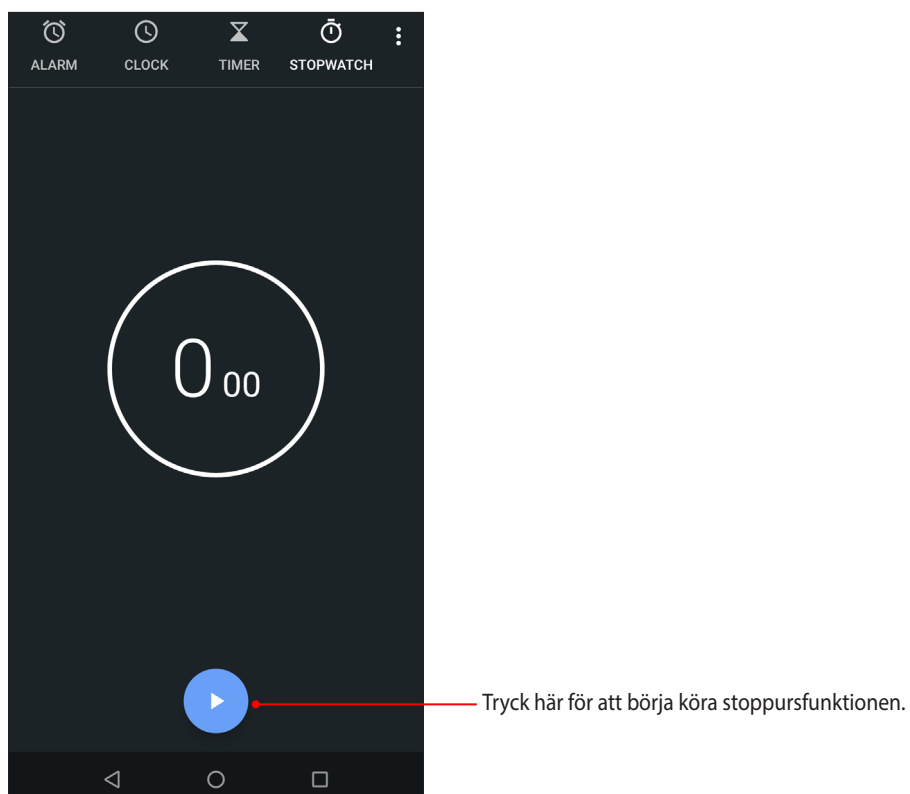 ALARM CLOCK TIMER STOPWATCH
0 00
Tryck här för att börja köra stoppursfunktionen.